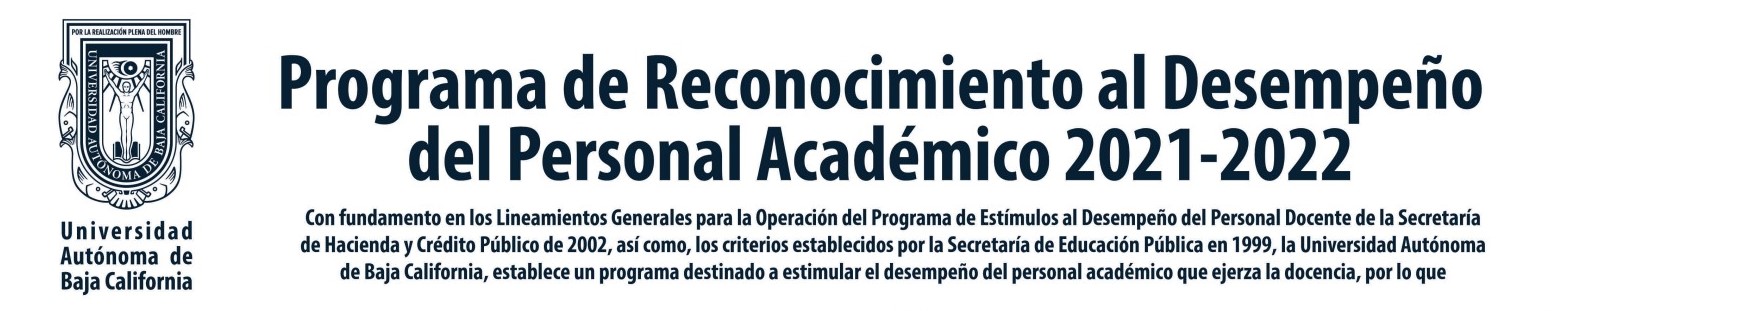 POR LA REALIZACIÓN PLENA DEL HOMBRE
UNIVERSIDAD AUTÓNOMA DE BAJA CALIFORNIA
Universidad
Autónoma de
Baja California
Programa de Reconocimiento al Desempeño
del Personal Académico 2021-2022
Con fundamento en los Lineamientos Generales para la Operación del Programa de Estímulos al Desempeño del Personal Docente de la Secretaría
de Hacienda y Crédito Público de 2002, así como, los criterios establecidos por la Secretaría de Educación Pública en 1999, la Universidad Autónoma
de Baja California, establece un programa destinado a estimular el desempeño del personal académico que ejerza la docencia, por lo que